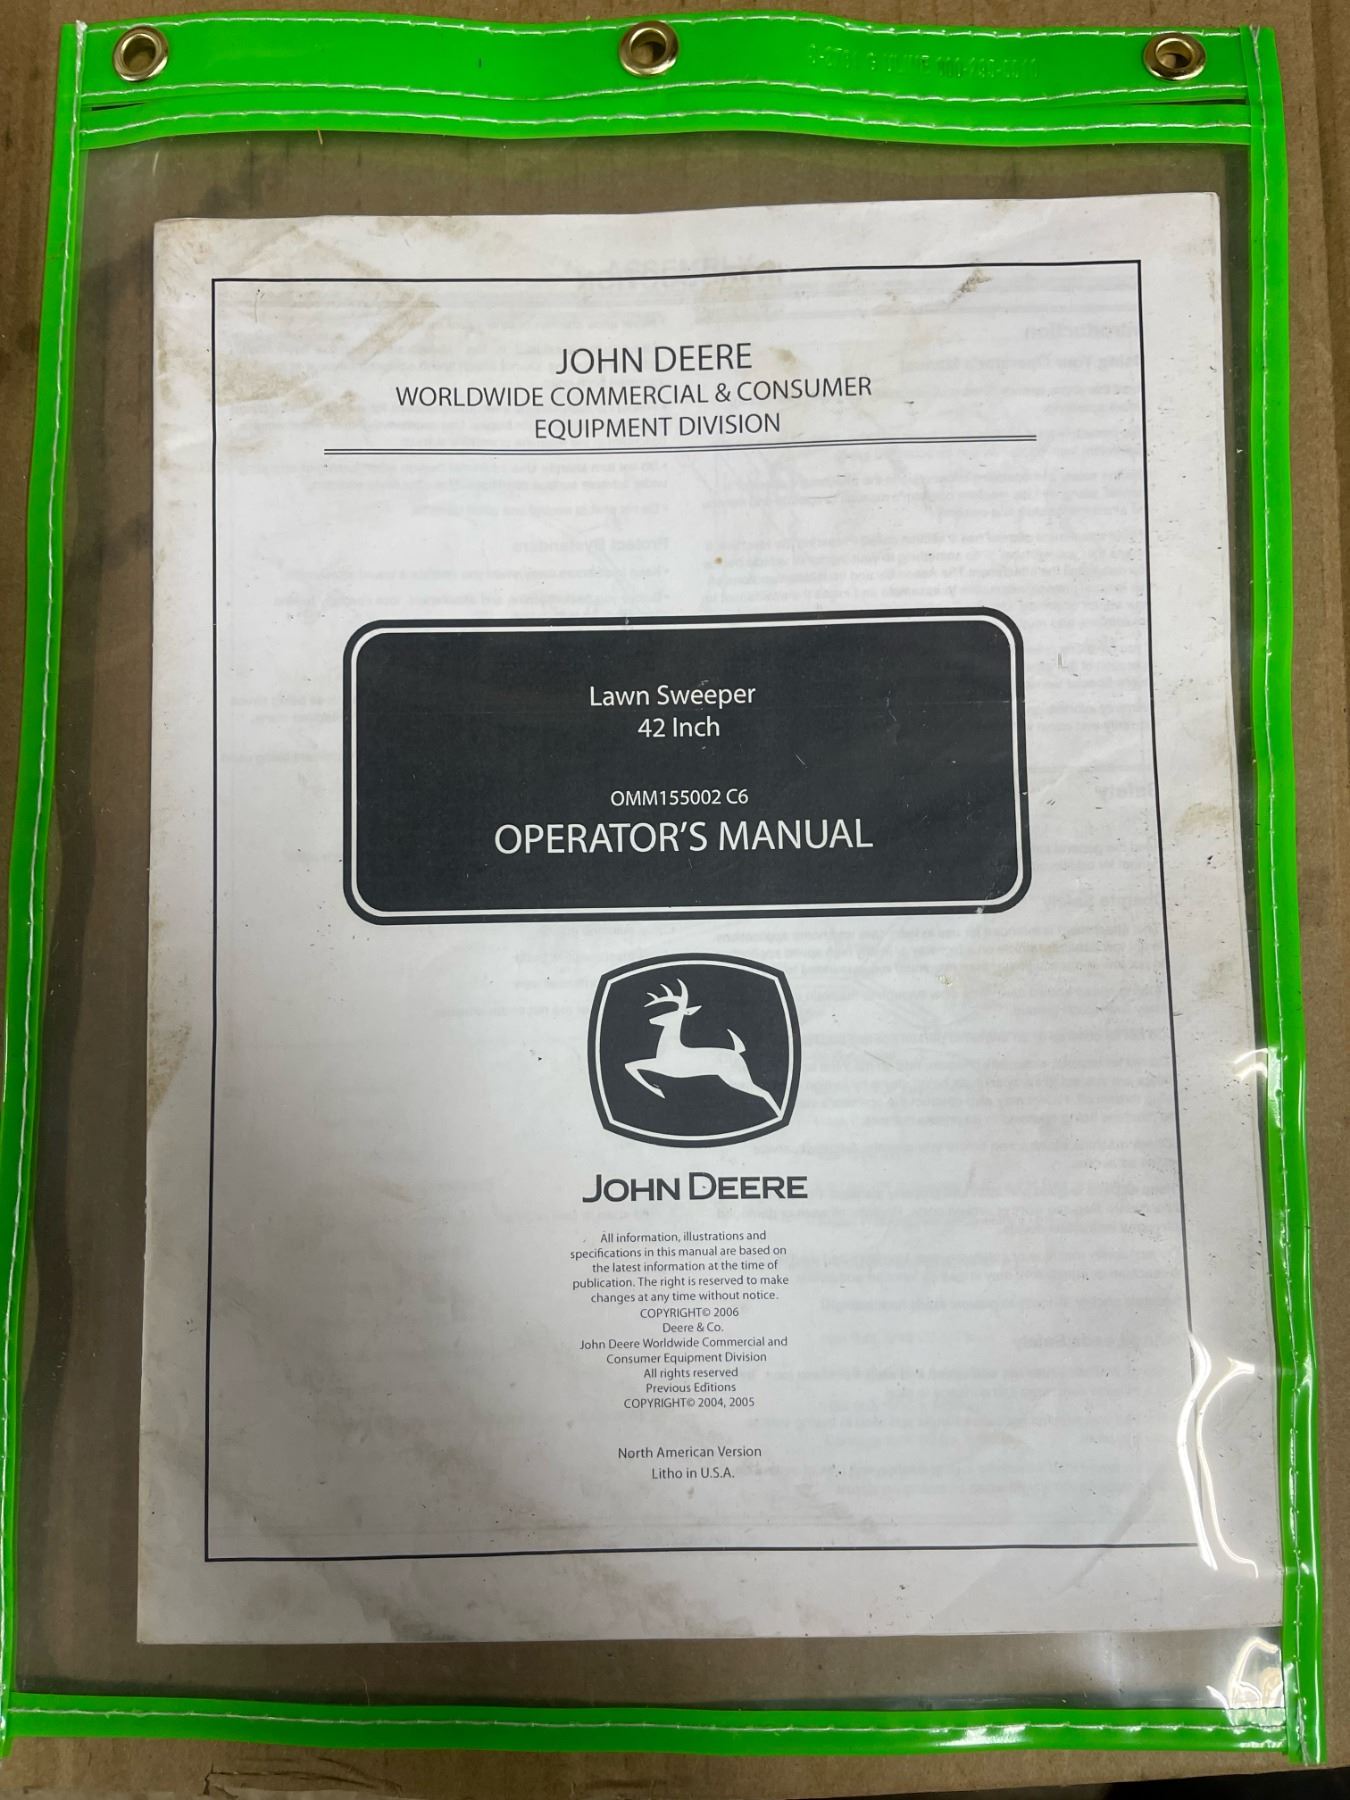 JOHN DEERE
WORLDWIDE COMMERCIAL & CONSUMER
EQUIPMENT DIVISION
Lawn Sweeper
42 Inch
OMM155002 C6
OPERATOR'S MANUAL
JOHN DEERE
All information, illustrations and
specifications in this manual are based on
the latest information at the time of
publication. The right is reserved to make
changes at any time without notice.
COPYRIGHT© 2006
Deere & Co.
John Deere Worldwide Commercial and
Consumer Equipment Division
All rights reserved
Previous Editions
COPYRIGHT© 2004, 2005
North American Version
Litho in U.S.A.